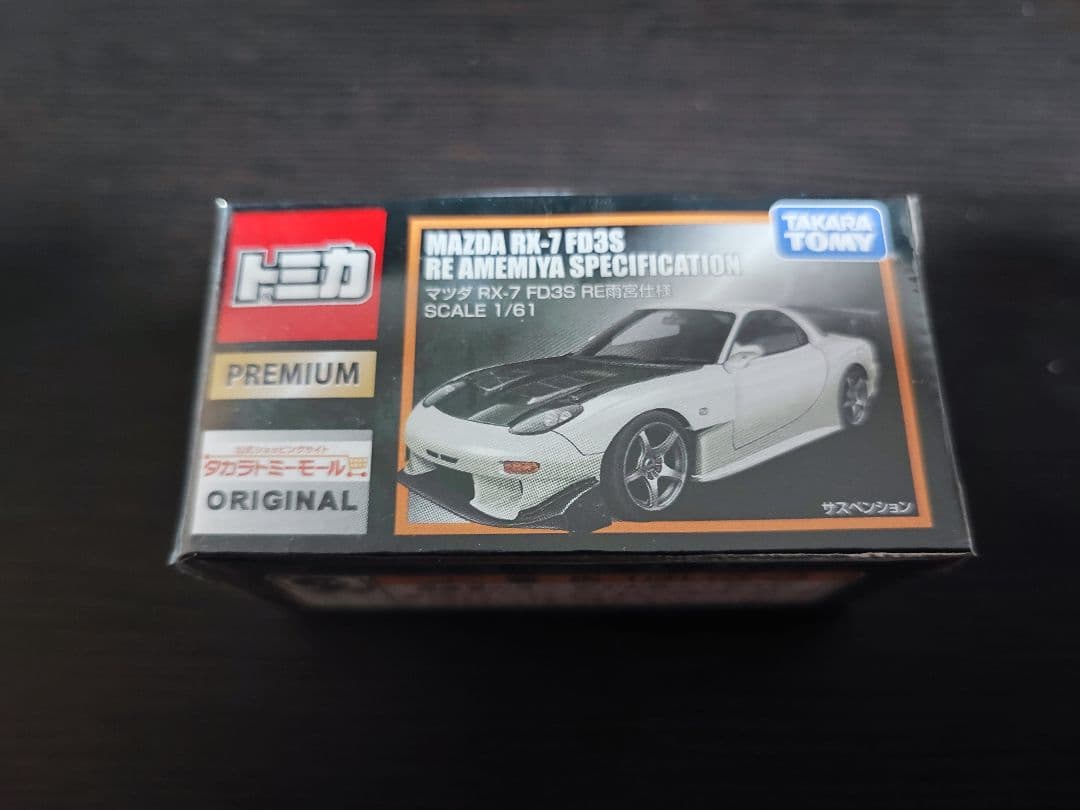 トミカ
PREMIUM
公式ショッピングサイト
タカラトミーモール
ORIGINAL
MAZDA RX-7 FD3S
RE AMEMIYA SPECIFICATION
マツダ RX-7 FD3S RE雨宮仕様
SCALE 1/61
TAKARA
TOMY
サスペンション